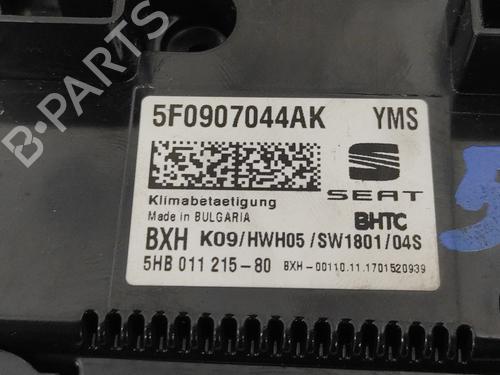 B-PARTS
5F0907044AK YMS
SEAT
Klimabetaetigung
Made in BULGARIA
BHTC
BXH K09/HWH05 /SW1801/04S
5HB 011 215-80 BXH-00110.11.1701520939